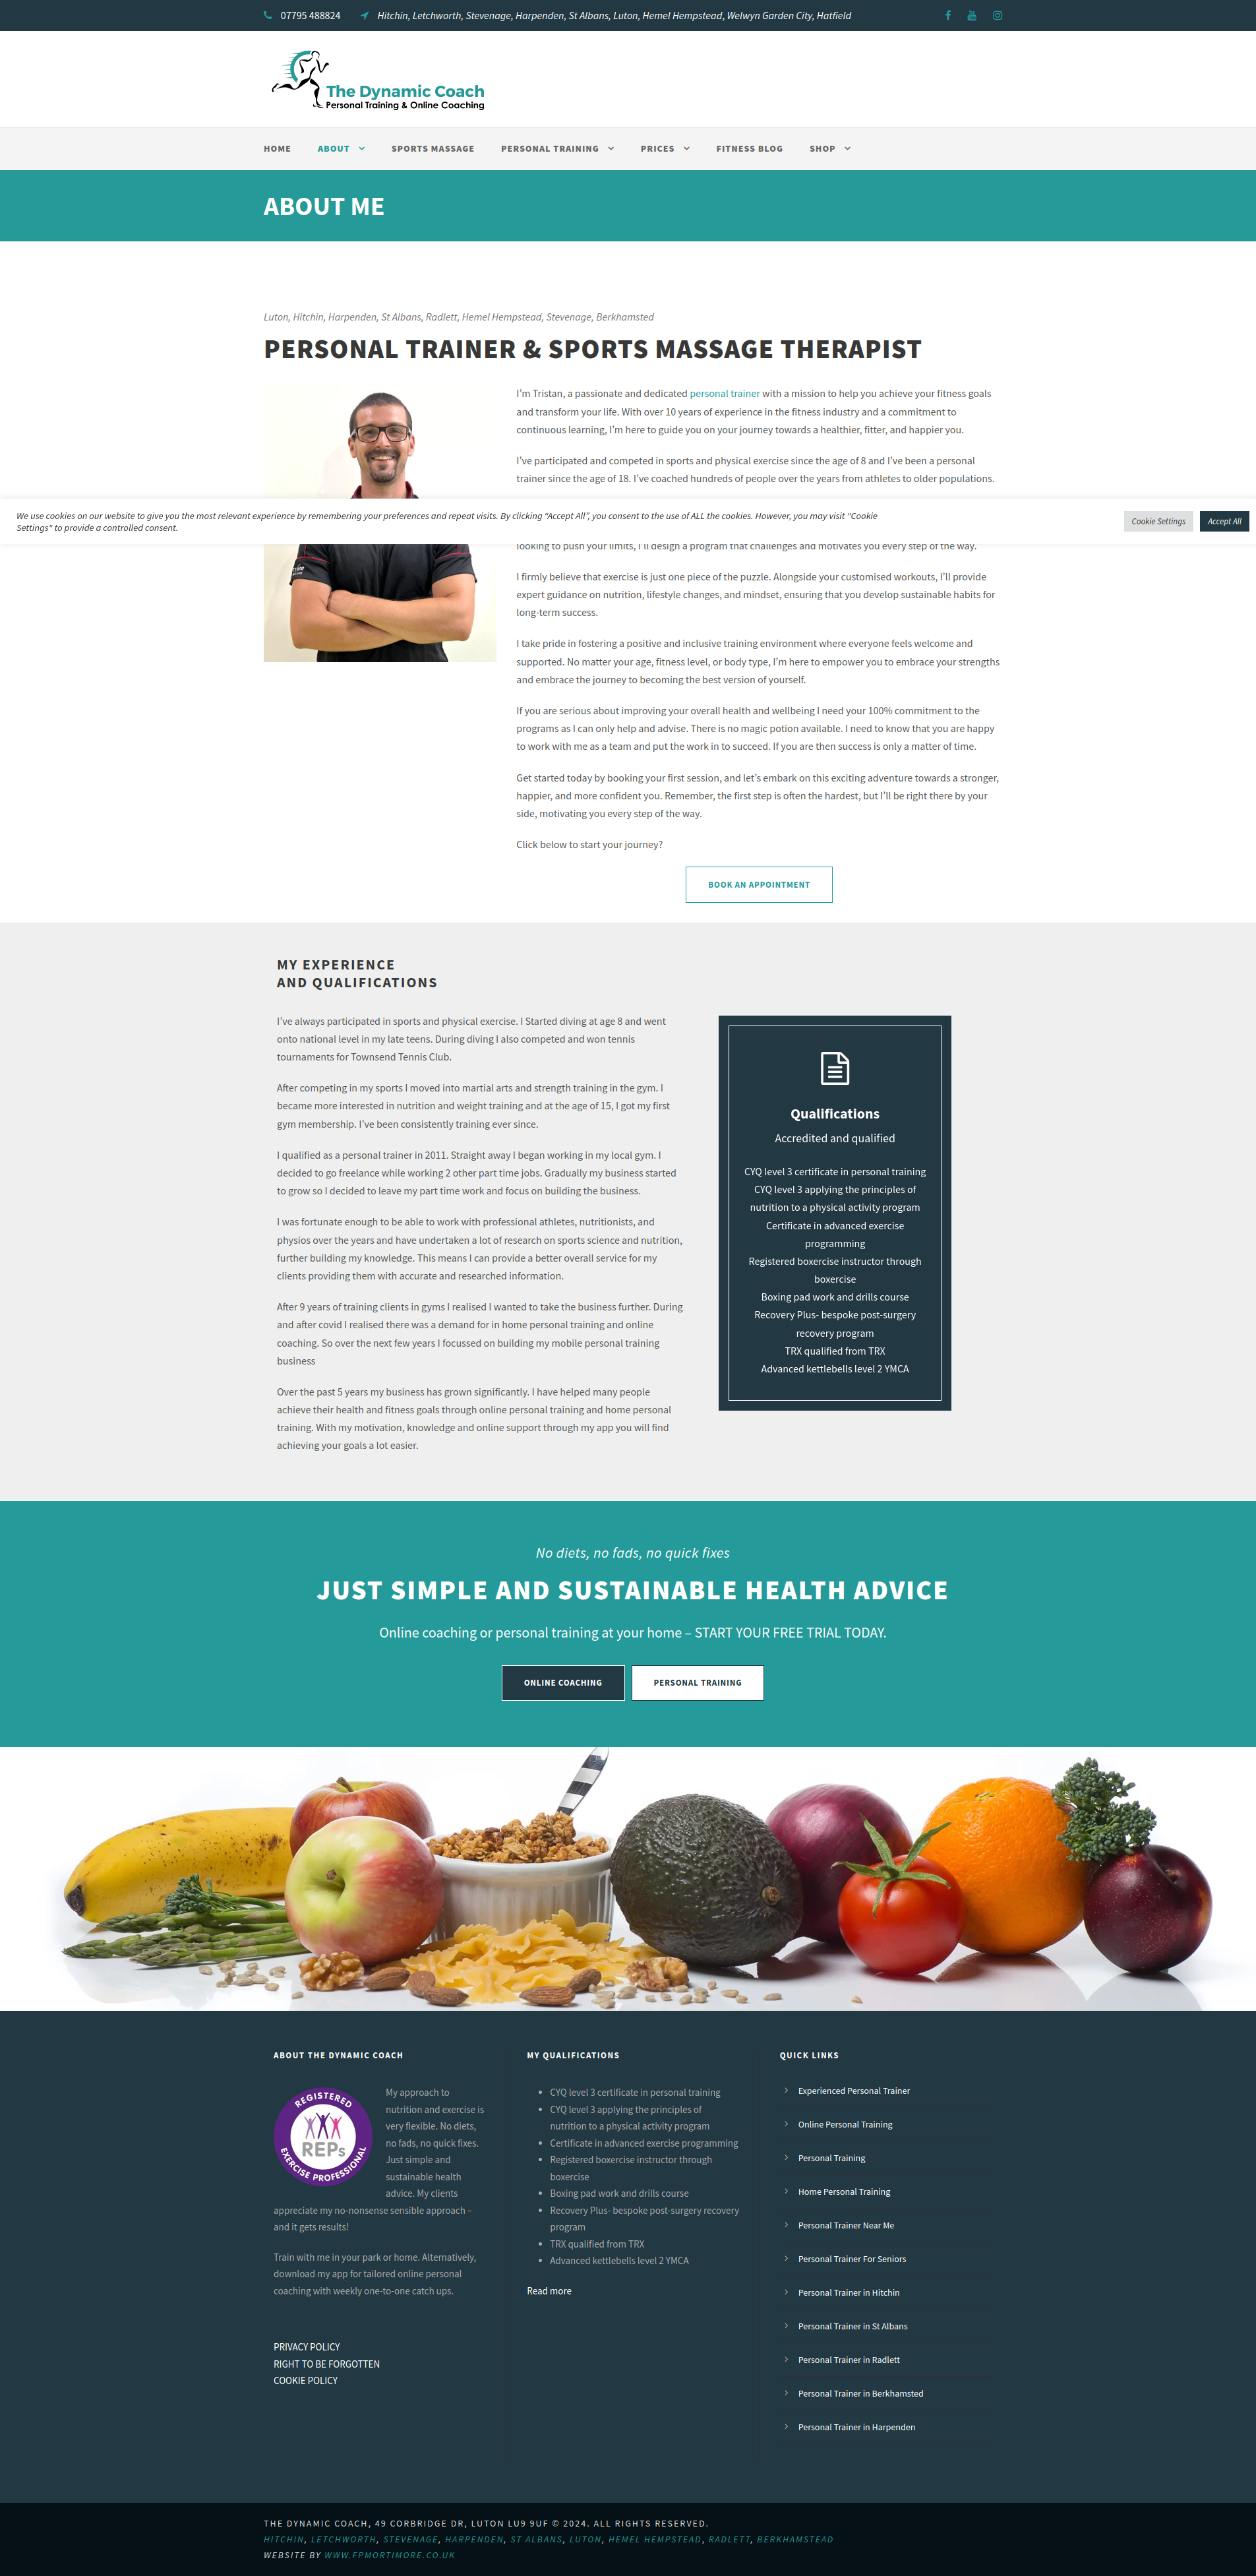 07795 488824 Hitchin, Letchworth, Stevenage, Harpenden, St Albans, Luton, Hemel Hempstead, Welwyn Garden City, Hatfield
The Dynamic Coach
Personal Training & Online Coaching
HOME ABOUT SPORTS MASSAGE PERSONAL TRAINING PRICES FITNESS BLOG SHOP
ABOUT ME
Luton, Hitchin, Harpenden, St Albans, Radlett, Hemel Hempstead, Stevenage, Berkhamsted
PERSONAL TRAINER & SPORTS MASSAGE THERAPIST
I'm Tristan, a passionate and dedicated personal trainer with a mission to help you achieve your fitness goals
and transform your life. With over 10 years of experience in the fitness industry and a commitment to
continuous learning, I'm here to guide you on your journey towards a healthier, fitter, and happier you.
I've participated and competed in sports and physical exercise since the age of 8 and I've been a personal
trainer since the age of 18. I've coached hundreds of people over the years from athletes to older populations.
We use cookies on our website to give you the most relevant experience by remembering your preferences and repeat visits. By clicking "Accept All", you consent to the use of ALL the cookies. However, you may visit "Cookie
Settings" to provide a controlled consent.
Cookie Settings Accept All
looking to push your limits, I'll design a program that challenges and motivates you every step of the way.
I firmly believe that exercise is just one piece of the puzzle. Alongside your customised workouts, I'll provide
expert guidance on nutrition, lifestyle changes, and mindset, ensuring that you develop sustainable habits for
long-term success.
I take pride in fostering a positive and inclusive training environment where everyone feels welcome and
supported. No matter your age, fitness level, or body type, I'm here to empower you to embrace your strengths
and embrace the journey to becoming the best version of yourself.
If you are serious about improving your overall health and wellbeing I need your 100% commitment to the
programs as I can only help and advise. There is no magic potion available. I need to know that you are happy
to work with me as a team and put the work in to succeed. If you are then success is only a matter of time.
Get started today by booking your first session, and let's embark on this exciting adventure towards a stronger,
happier, and more confident you. Remember, the first step is often the hardest, but I'll be right there by your
side, motivating you every step of the way.
Click below to start your journey?
BOOK AN APPOINTMENT
MY EXPERIENCE
AND QUALIFICATIONS
I've always participated in sports and physical exercise. I Started diving at age 8 and went
onto national level in my late teens. During diving I also competed and won tennis
tournaments for Townsend Tennis Club.
After competing in my sports I moved into martial arts and strength training in the gym. I
became more interested in nutrition and weight training and at the age of 15, I got my first
gym membership. I've been consistently training ever since.
I qualified as a personal trainer in 2011. Straight away I began working in my local gym. I
decided to go freelance while working 2 other part time jobs. Gradually my business started
to grow so I decided to leave my part time work and focus on building the business.
I was fortunate enough to be able to work with professional athletes, nutritionists, and
physios over the years and have undertaken a lot of research on sports science and nutrition,
further building my knowledge. This means I can provide a better overall service for my
clients providing them with accurate and researched information.
After 9 years of training clients in gyms I realised I wanted to take the business further. During
and after covid I realised there was a demand for in home personal training and online
coaching. So over the next few years I focussed on building my mobile personal training
business
Over the past 5 years my business has grown significantly. I have helped many people
achieve their health and fitness goals through online personal training and home personal
training. With my motivation, knowledge and online support through my app you will find
achieving your goals a lot easier.
Qualifications
Accredited and qualified
CYQ level 3 certificate in personal training
CYQ level 3 applying the principles of
nutrition to a physical activity program
Certificate in advanced exercise
programming
Registered boxercise instructor through
boxercise
Boxing pad work and drills course
Recovery Plus- bespoke post-surgery
recovery program
TRX qualified from TRX
Advanced kettlebells level 2 YMCA
No diets, no fads, no quick fixes
JUST SIMPLE AND SUSTAINABLE HEALTH ADVICE
Online coaching or personal training at your home – START YOUR FREE TRIAL TODAY.
ONLINE COACHING PERSONAL TRAINING
ABOUT THE DYNAMIC COACH
REGISTERED
REPs
EXERCISE PROFESSIONAL
My approach to
nutrition and exercise is
very flexible. No diets,
no fads, no quick fixes.
Just simple and
sustainable health
advice. My clients
appreciate my no-nonsense sensible approach –
and it gets results!
Train with me in your park or home. Alternatively,
download my app for tailored online personal
coaching with weekly one-to-one catch ups.
PRIVACY POLICY
RIGHT TO BE FORGOTTEN
COOKIE POLICY
MY QUALIFICATIONS
CYQ level 3 certificate in personal training
CYQ level 3 applying the principles of
nutrition to a physical activity program
Certificate in advanced exercise programming
Registered boxercise instructor through
boxercise
Boxing pad work and drills course
Recovery Plus- bespoke post-surgery recovery
program
TRX qualified from TRX
Advanced kettlebells level 2 YMCA
Read more
QUICK LINKS
Experienced Personal Trainer
Online Personal Training
Personal Training
Home Personal Training
Personal Trainer Near Me
Personal Trainer For Seniors
Personal Trainer in Hitchin
Personal Trainer in St Albans
Personal Trainer in Radlett
Personal Trainer in Berkhamsted
Personal Trainer in Harpenden
THE DYNAMIC COACH, 49 CORBRIDGE DR, LUTON LU2 9UF © 2024. ALL RIGHTS RESERVED.
HITCHIN, LETCHWORTH, STEVENAGE, HARPENDEN, ST ALBANS, LUTON, HEMEL HEMPSTEAD, RADLETT, BERKHAMSTEAD
WEBSITE BY WWW.FPMORTIMORE.CO.UK